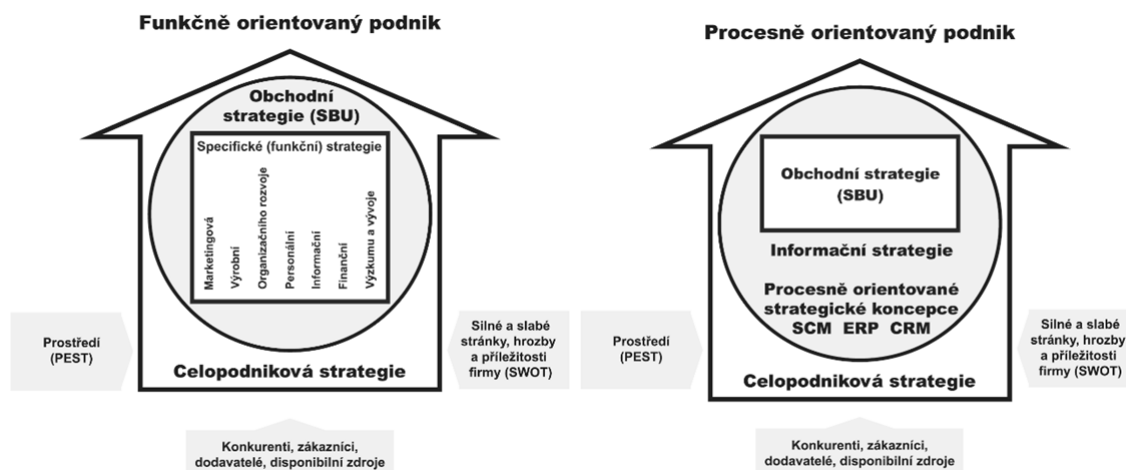 Funkčně orientovaný podnik
Obchodní
strategie (SBU)
Specifické (funkční) strategie
Marketingová
Výrobní
Organizačního rozvoje
Personální
Informační
Finanční
Výzkumu a vývoje
Prostředí
(PEST)
Silné a slabé
stránky, hrozby
a příležitosti
firmy (SWOT)
Celopodniková strategie
Konkurenti, zákazníci,
dodavatelé, disponibilní zdroje
Procesně orientovaný podnik
Obchodní strategie
(SBU)
Informační strategie
Procesně orientované
strategické koncepce
SCM ERP CRM
Prostředí
(PEST)
Silné a slabé
stránky, hrozby
a příležitosti
firmy (SWOT)
Celopodniková strategie
Konkurenti, zákazníci,
dodavatelé, disponibilní zdroje